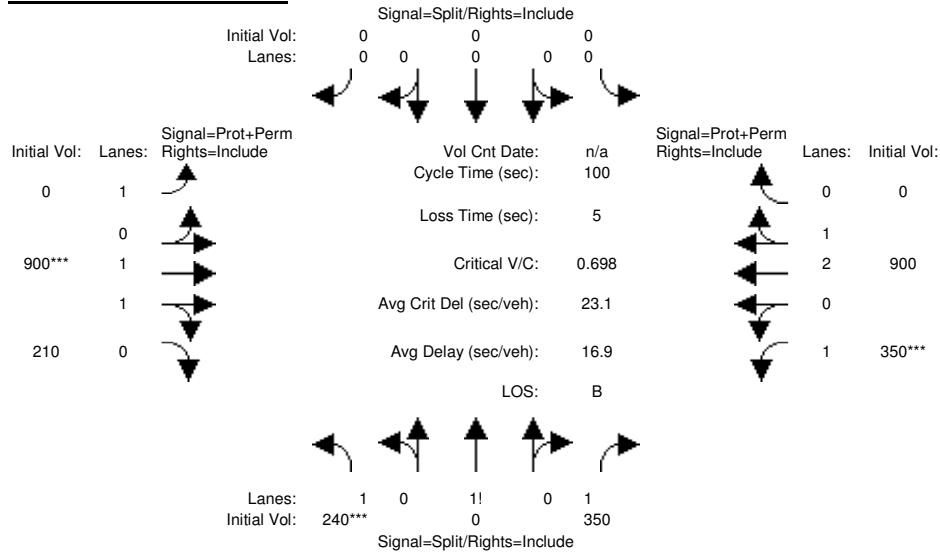 Signal=Split/Rights=Include
Initial Vol: 0 0 0
Lanes: 0 0 0 0 0
Signal=Prot+Perm Signal=Prot+Perm
Initial Vol: Lanes: Rights=Include Vol Cnt Date: n/a Rights=Include Lanes: Initial Vol:
Cycle Time (sec): 100
0 1 0 0
Loss Time (sec): 5
0 1
900*** 1 Critical V/C: 0.698 2 900
1 Avg Crit Del (sec/veh): 23.1 0
210 0 Avg Delay (sec/veh): 16.9 1 350***
LOS: B
Lanes: 1 0 1! 0 1
Initial Vol: 240*** 0 350
Signal=Split/Rights=Include